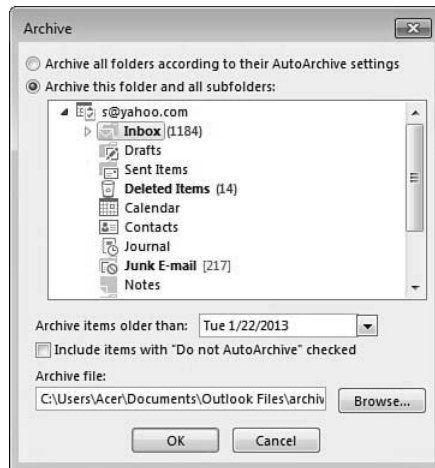 Archive
Archive all folders according to their AutoArchive settings
Archive this folder and all subfolders:
s@yahoo.com
Inbox (1184)
Drafts
Sent Items
Deleted Items (14)
Calendar
Contacts
Journal
Junk E-mail [217]
Notes
Archive items older than: Tue 1/22/2013
Include items with "Do not AutoArchive" checked
Archive file:
C:\Users\Acer\Documents\Outlook Files\archiv Browse...
OK Cancel